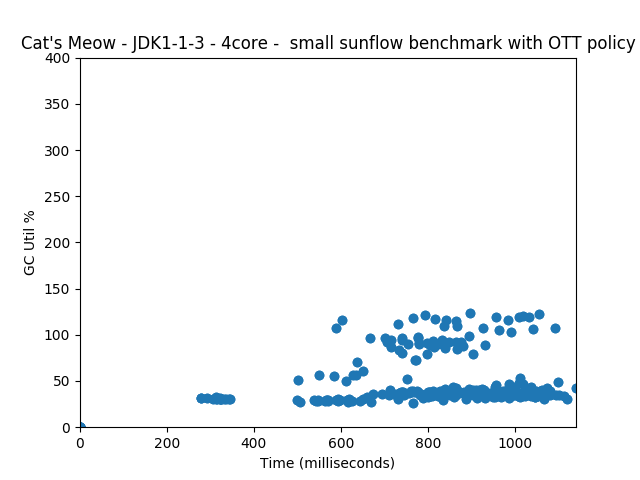 Cat's Meow - JDK1-1-3 - 4core -  small sunflow benchmark with OTT policy
400
350
300
250
200
150
100
50
0
GC Util %
0 200 400 600 800 1000
Time (milliseconds)